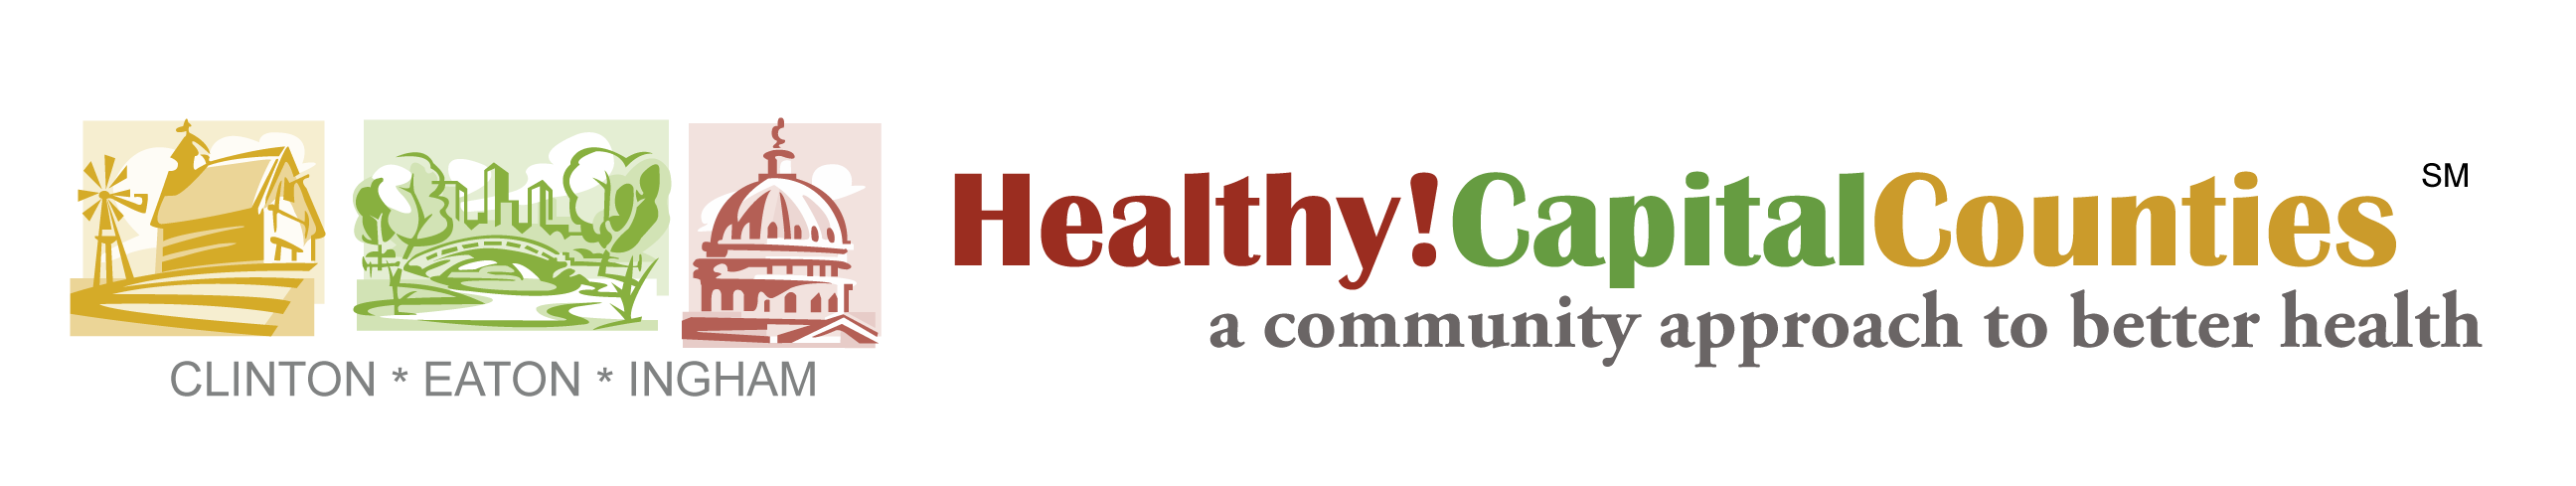 CLINTON * EATON * INGHAM
Healthy!CapitalCounties SM
a community approach to better health